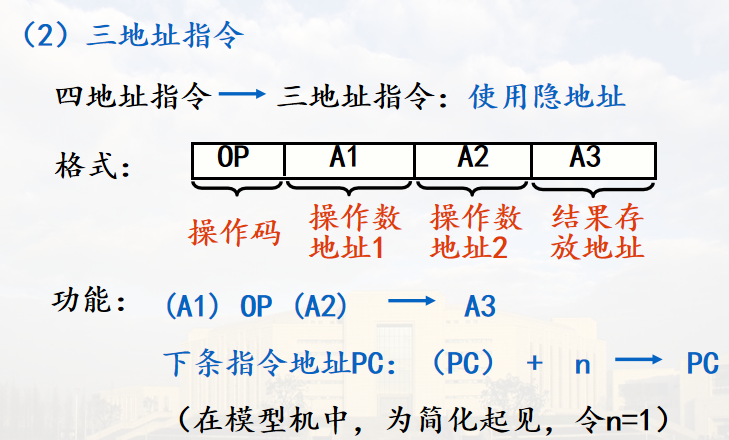 （2）三地址指令
四地址指令 → 三地址指令：使用隐地址
格式： OP A1 A2 A3
操作码 操作数地址1 操作数地址2 结果存放地址
功能：（A1）OP（A2） → A3
下条指令地址PC：（PC） + n → PC
（在模型机中，为简化起见，令n=1）